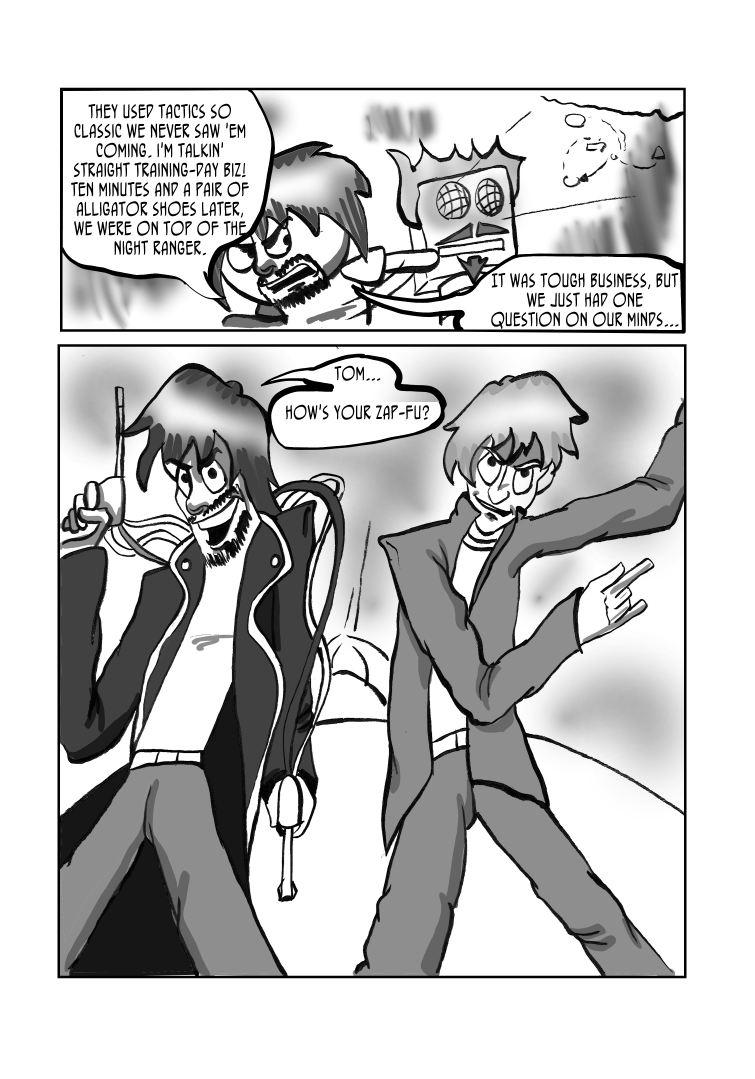 THEY USED TACTICS SO
CLASSIC WE NEVER SAW 'EM
COMING. I'M TALKIN'
STRAIGHT TRAINING-DAY BIZ!
TEN MINUTES AND A PAIR OF
ALLIGATOR SHOES LATER,
WE WERE ON TOP OF THE
NIGHT RANGER.
IT WAS TOUGH BUSINESS, BUT
WE JUST HAD ONE
QUESTION ON OUR MINDS...
TOM...
HOW'S YOUR ZAP-FU?